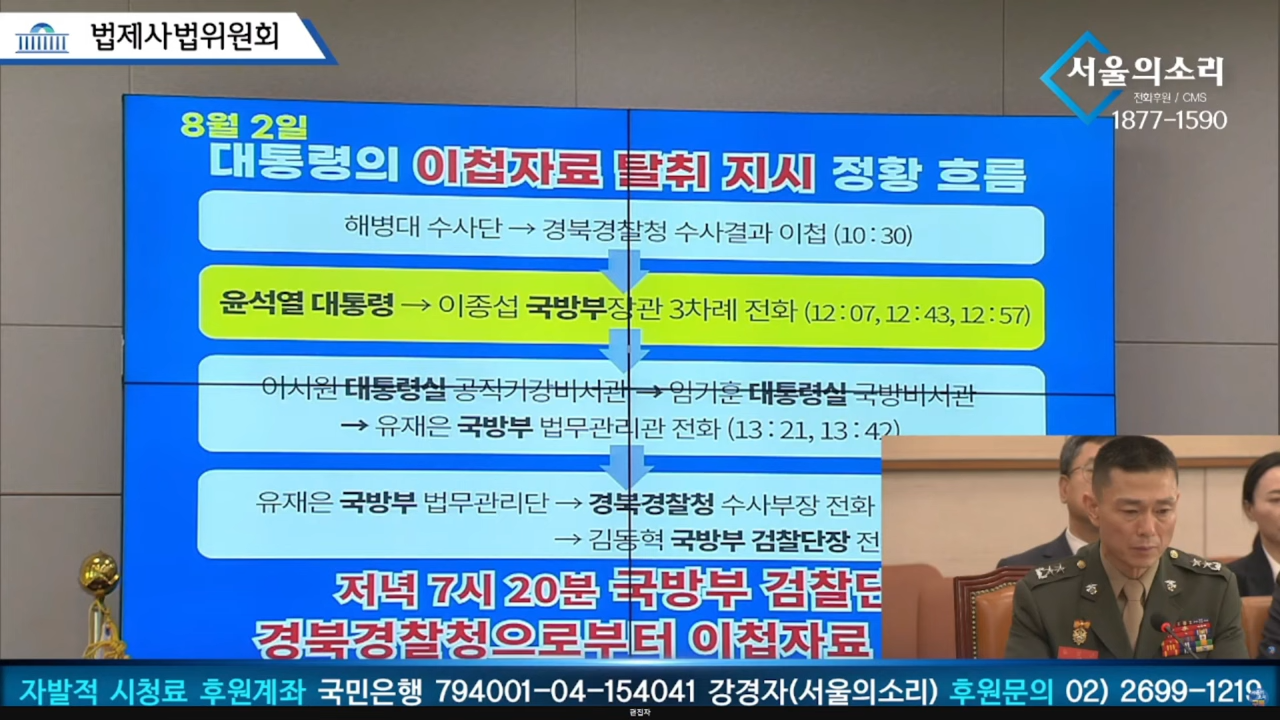 법제사법위원회
서울의소리
전화후원 / CMS
1877-1590
8월 2일
대통령의 이첩자료 탈취 지시 정황 흐름
해병대 수사단 → 경북경찰청 수사결과 이첩 (10:30)
윤석열 대통령 → 이종섭 국방부장관 3차례 전화 (12:07, 12:43, 12:57)
이시원 대통령실 공직기강비서관 → 임기훈 대통령실 국방비서관
→ 유재은 국방부 법무관리관 전화 (13:21, 13:42)
유재은 국방부 법무관리단 → 경북경찰청 수사부장 전화
→ 김동혁 국방부 검찰단장 전
저녁 7시 20분 국방부 검찰단
경북경찰청으로부터 이첩자료
자발적 시청료 후원계좌 국민은행 794001-04-154041 강경자(서울의소리) 후원문의 02) 2699-1219
편집자